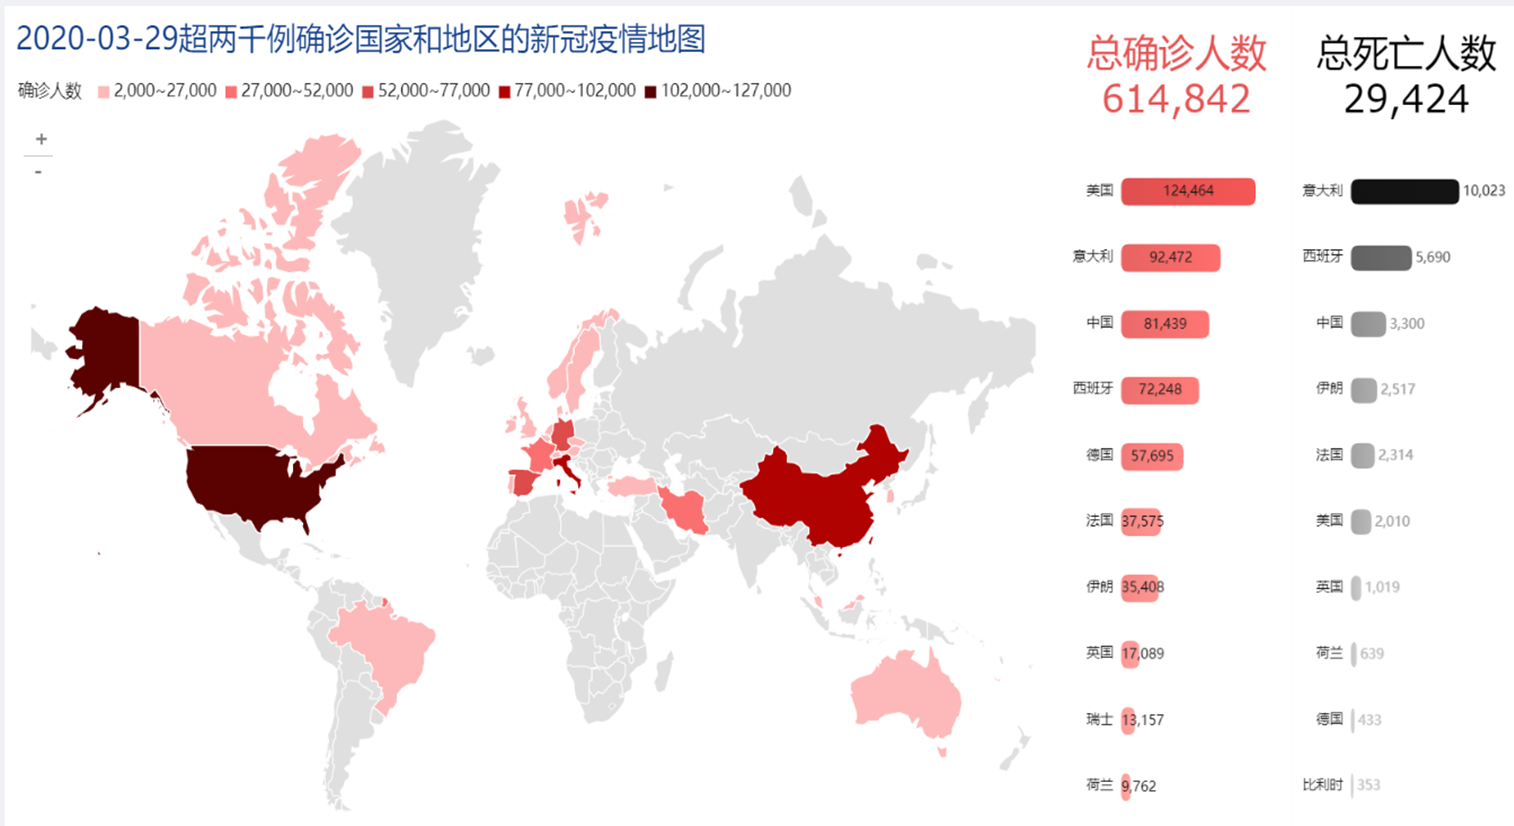 2020-03-29超两千例确诊国家和地区的新冠疫情地图
确诊人数 2,000~27,000 27,000~52,000 52,000~77,000 77,000~102,000 102,000~127,000
+
-
总确诊人数
614,842
美国 124,464
意大利 92,472
中国 81,439
西班牙 72,248
德国 57,695
法国 37,575
伊朗 35,408
英国 17,089
瑞士 13,157
荷兰 9,762
总死亡人数
29,424
意大利 10,023
西班牙 5,690
中国 3,300
伊朗 2,517
法国 2,314
美国 2,010
英国 1,019
荷兰 639
德国 433
比利时 353